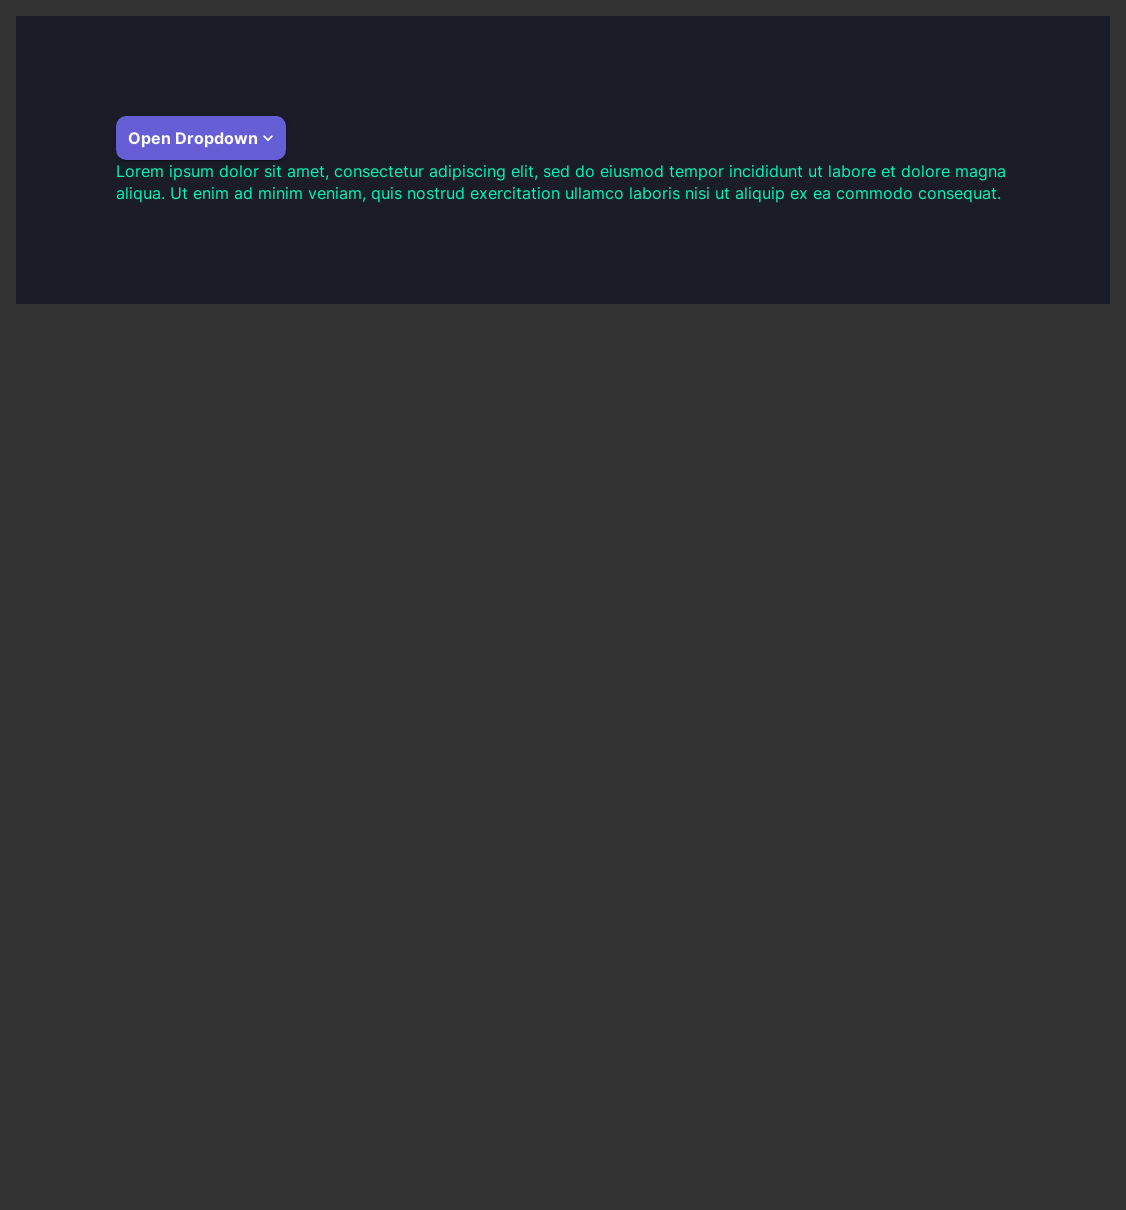 Open Dropdown
Lorem ipsum dolor sit amet, consectetur adipiscing elit, sed do eiusmod tempor incididunt ut labore et dolore magna
aliqua. Ut enim ad minim veniam, quis nostrud exercitation ullamco laboris nisi ut aliquip ex ea commodo consequat.